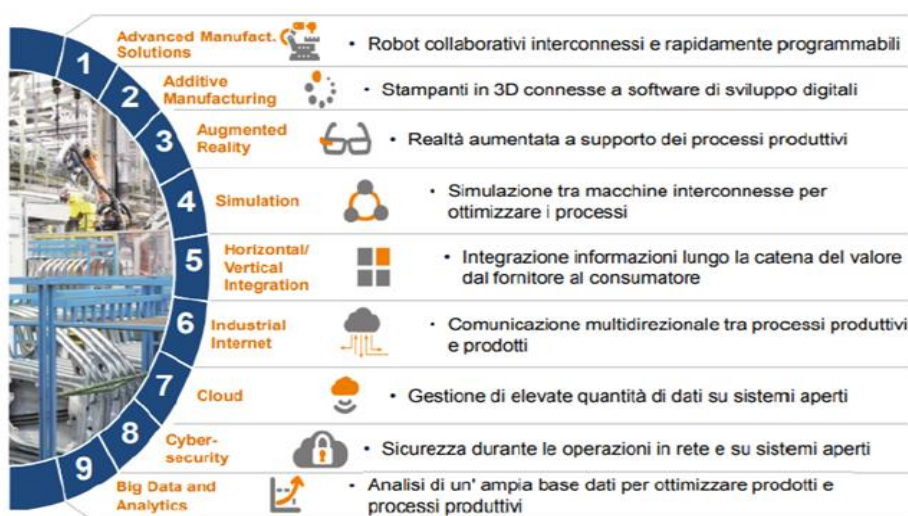 1
Advanced Manufact.
Solutions
• Robot collaborativi interconnessi e rapidamente programmabili
2
Additive
Manufacturing
• Stampanti in 3D connesse a software di sviluppo digitali
3
Augmented
Reality
• Realtà aumentata a supporto dei processi produttivi
4
Simulation
• Simulazione tra macchine interconnesse per
ottimizzare i processi
5
Horizontal/
Vertical
Integration
• Integrazione informazioni lungo la catena del valore
dal fornitore al consumatore
6
Industrial
Internet
• Comunicazione multidirezionale tra processi produttivi
e prodotti
7
Cloud
• Gestione di elevate quantità di dati su sistemi aperti
8
Cyber-
security
• Sicurezza durante le operazioni in rete e su sistemi aperti
9
Big Data and
Analytics
• Analisi di un' ampia base dati per ottimizzare prodotti e
processi produttivi